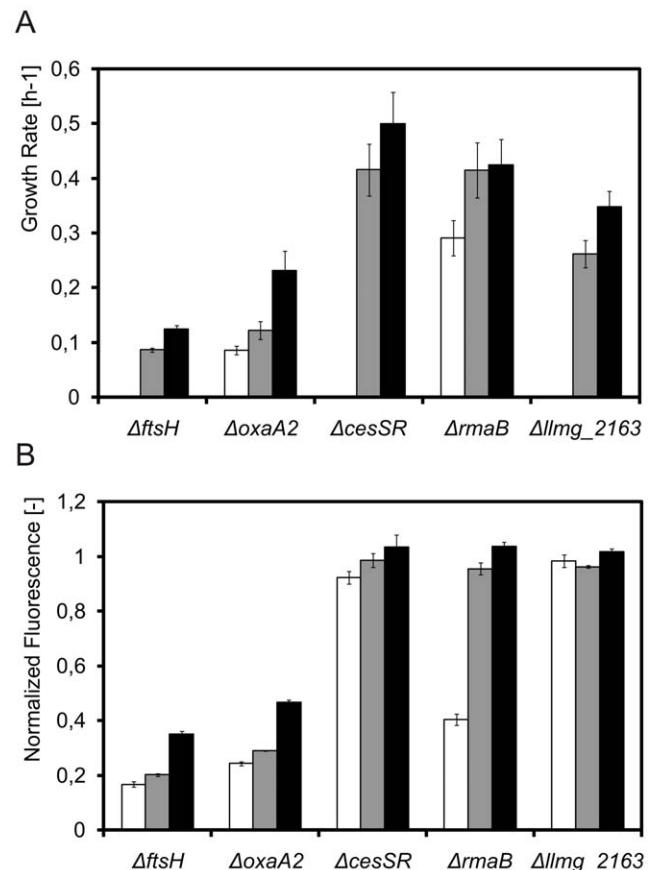 A
Growth Rate [h-1]
0,6
0,5
0,4
0,3
0,2
0,1
0
ΔftsH ΔoxaA2 ΔcesSR ΔrmaB Δllmg_2163
B
Normalized Fluorescence [-]
1,2
1
0,8
0,6
0,4
0,2
0
ΔftsH ΔoxaA2 ΔcesSR ΔrmaB Δllmg 2163